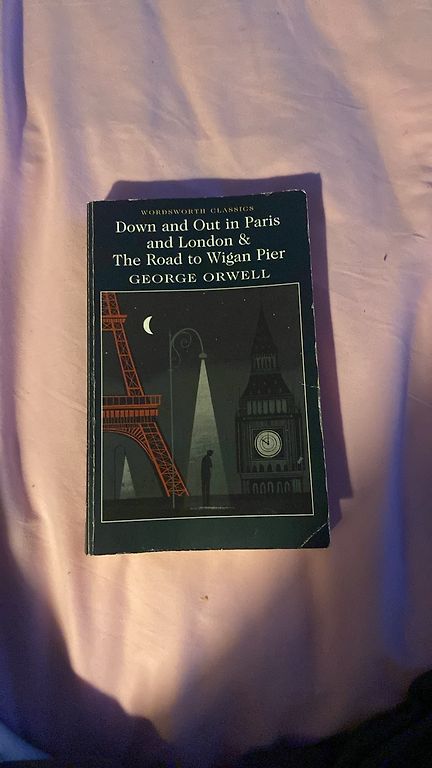 WORDSWORTH CLASSICS
Down and Out in Paris
and London &
The Road to Wigan Pier
GEORGE ORWELL